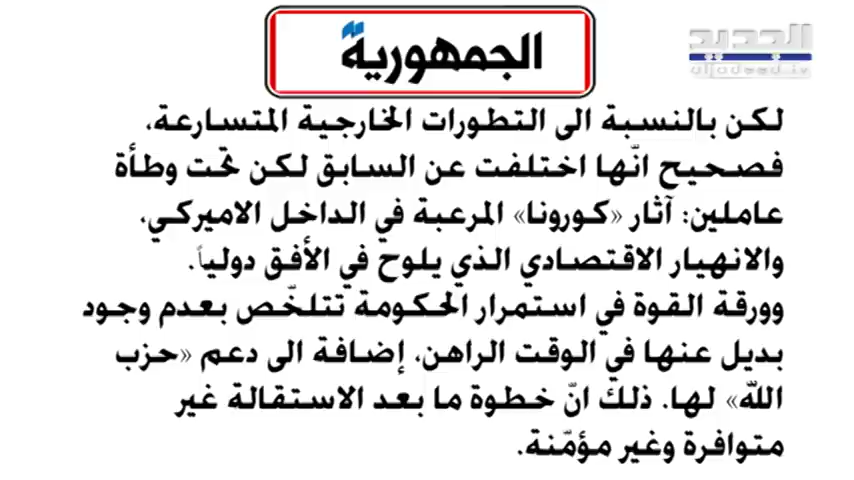 الجمهورية
الجديد
aljadeed.tv
لكن بالنسبة الى التطورات الخارجية المتسارعة،
فصحيح انّها اختلفت عن السابق لكن تحت وطأة
عاملين: آثار «كورونا» المرعبة في الداخل الاميركي،
والانهيار الاقتصادي الذي يلوح في الأفق دولياً.
وورقة القوة في استمرار الحكومة تتلخّص بعدم وجود
بديل عنها في الوقت الراهن، إضافة الى دعم «حزب
الله» لها. ذلك انّ خطوة ما بعد الاستقالة غير
متوافرة وغير مؤمّنة.